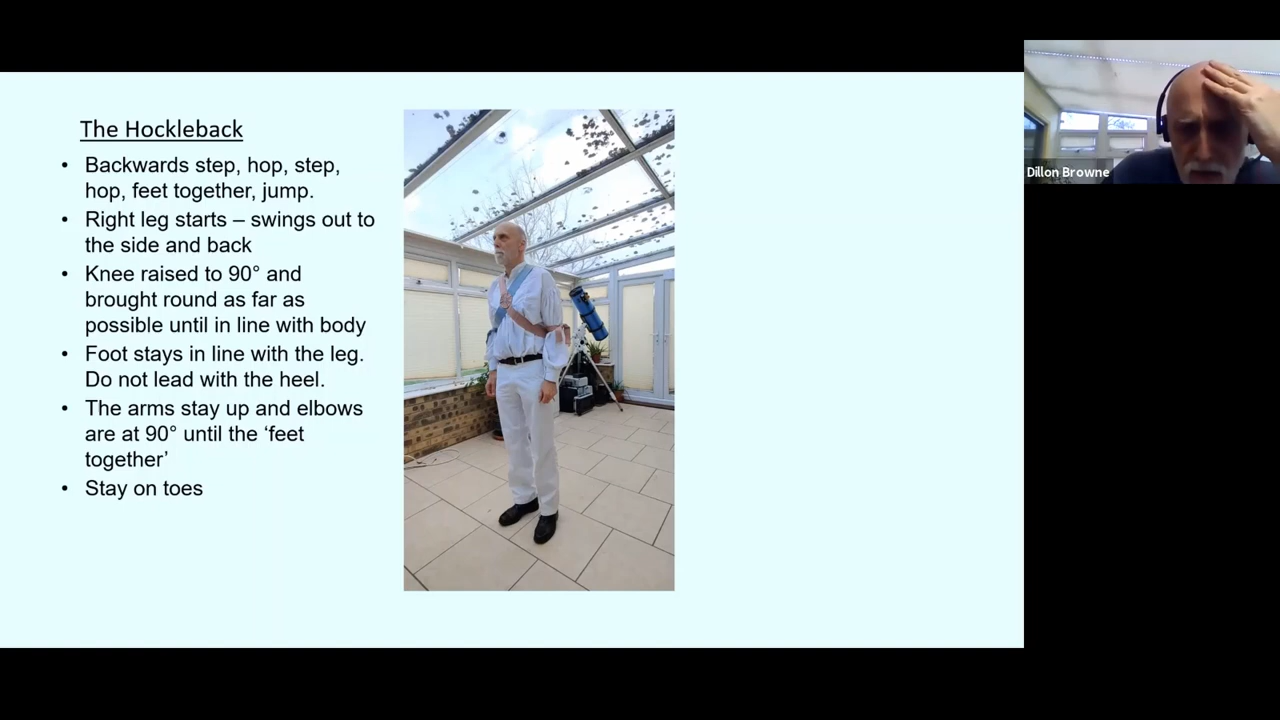 The Hockleback
• Backwards step, hop, step,
hop, feet together, jump.
• Right leg starts – swings out to
the side and back
• Knee raised to 90° and
brought round as far as
possible until in line with body
• Foot stays in line with the leg.
Do not lead with the heel.
• The arms stay up and elbows
are at 90° until the ‘feet
together’
• Stay on toes
Dillon Browne